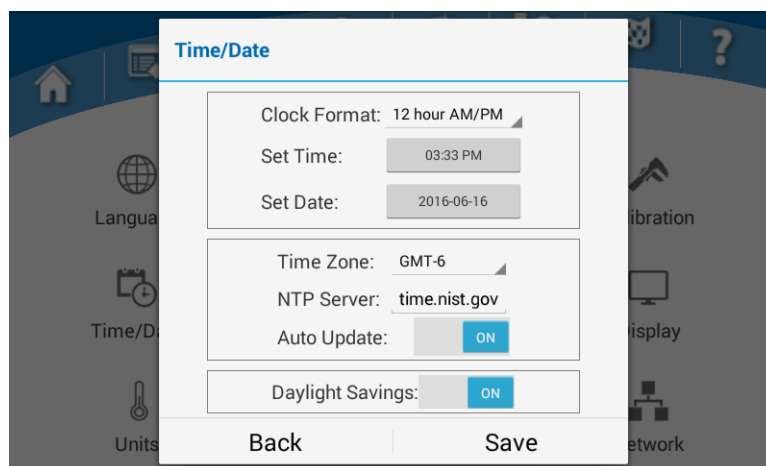 Time/Date
?
Clock Format: 12 hour AM/PM
Set Time: 03:33 PM
Set Date: 2016-06-16
Time Zone: GMT-6
NTP Server: time.nist.gov
Auto Update: ON
Daylight Savings: ON
Back Save
Langua
ibration
Time/Da
isplay
Units
etwork